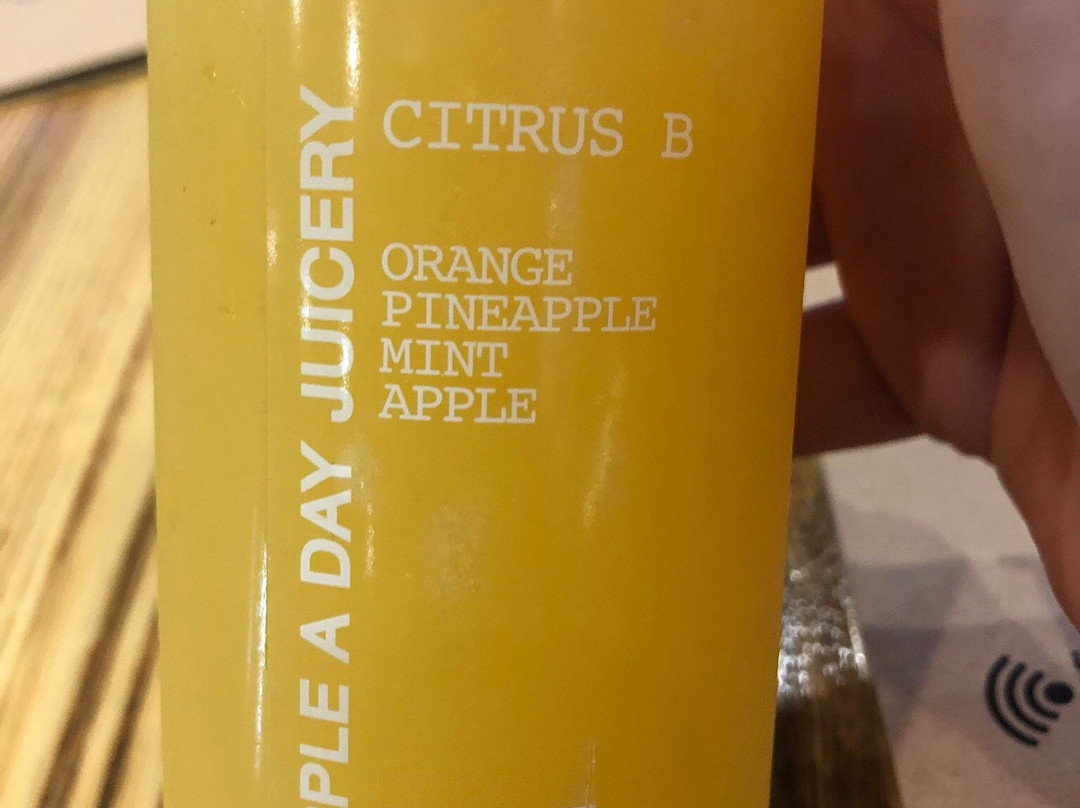 CITRUS B
ORANGE
PINEAPPLE
MINT
APPLE
PLE A DAY JUICERY